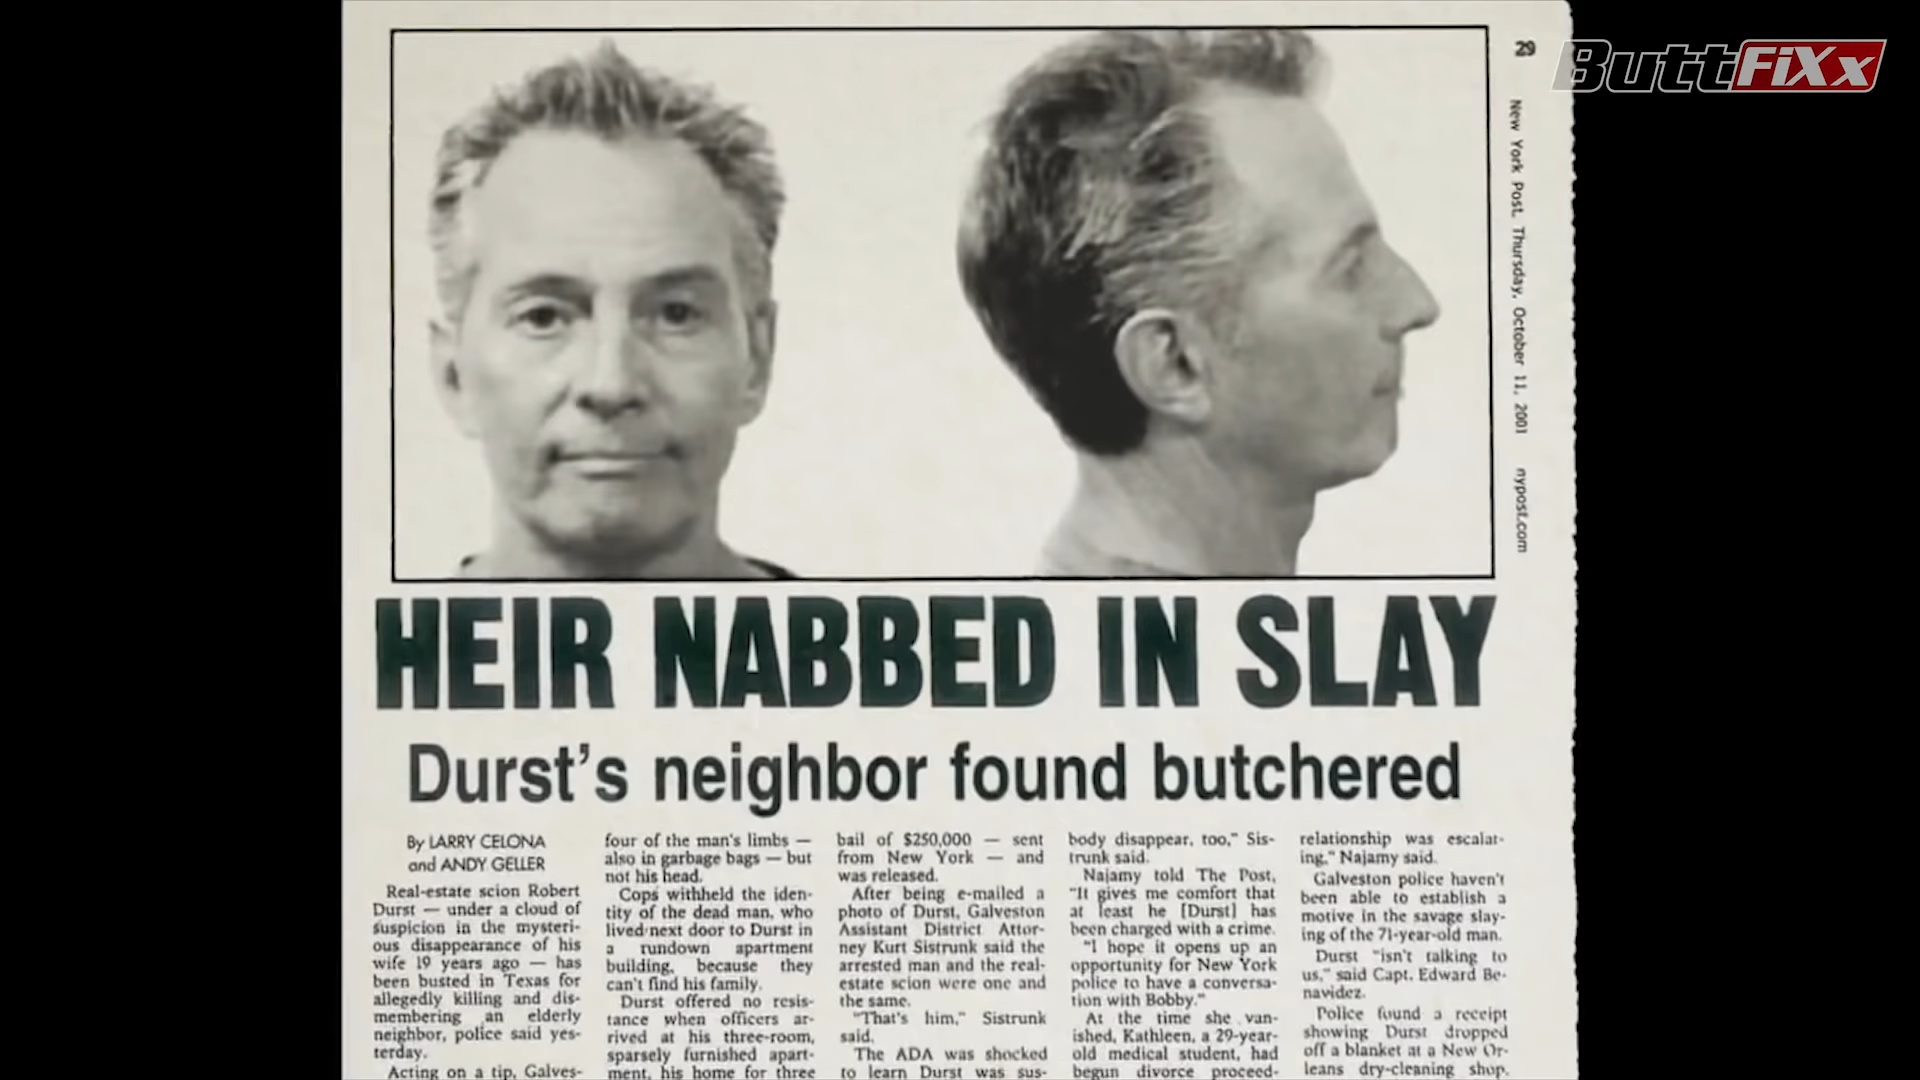 ButtFiXx
29
New York Post, Thursday, October 11, 2001
nypost.com
HEIR NABBED IN SLAY
Durst's neighbor found butchered
By LARRY CELONA
and ANDY GELLER
Real-estate scion Robert
Durst — under a cloud of
suspicion in the mysteri-
ous disappearance of his
wife 19 years ago — has
been busted in Texas for
allegedly killing and dis-
membering an elderly
neighbor, police said yes-
terday.
Acting on a tip, Galves-
four of the man's limbs —
also in garbage bags — but
not his head.
Cops withheld the iden-
tity of the dead man, who
lived next door to Durst in
a rundown apartment
building, because they
can't find his family.
Durst offered no resis-
tance when officers ar-
rived at his three-room,
sparsely furnished apart-
ment, his home for three
bail of $250,000 — sent
from New York — and
was released.
After being e-mailed a
photo of Durst, Galveston
Assistant District Attor-
ney Kurt Sistrunk said the
arrested man and the real-
estate scion were one and
the same.
"That's him," Sistrunk
said.
The ADA was shocked
to learn Durst was sus-
body disappear, too," Sis-
trunk said.
Najamy told The Post,
"It gives me comfort that
at least he [Durst] has
been charged with a crime.
"I hope it opens up an
opportunity for New York
police to have a conversa-
tion with Bobby."
At the time she van-
ished, Kathleen, a 29-year-
old medical student, had
begun divorce proceed-
relationship was escalat-
ing," Najamy said.
Galveston police haven't
been able to establish a
motive in the savage slay-
ing of the 71-year-old man.
Durst "isn't talking to
us," said Capt. Edward Be-
navidez.
Police found a receipt
showing Durst dropped
off a blanket at a New Or-
leans dry-cleaning shop.